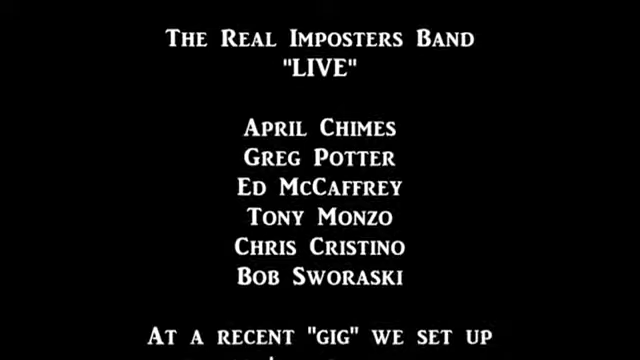 The Real Imposters Band
"LIVE"
April Chimes
Greg Potter
Ed McCaffrey
Tony Monzo
Chris Cristino
Bob Sworaski
At a recent "gig" we set up